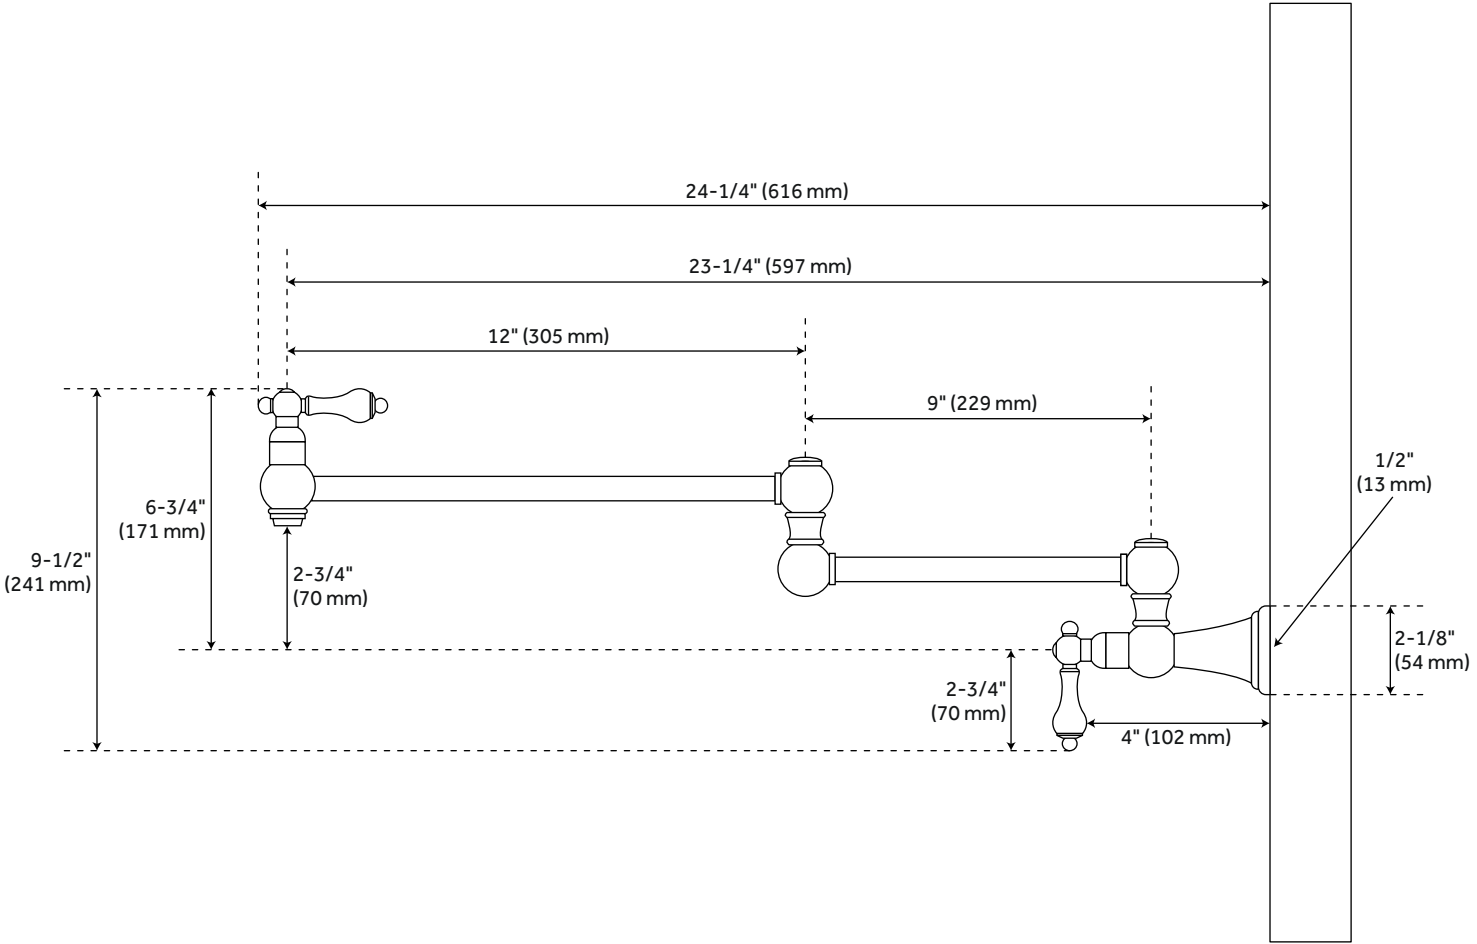 24-1/4" (616 mm)
23-1/4" (597 mm)
12" (305 mm)
9" (229 mm)
1/2"
(13 mm)
6-3/4"
(171 mm)
9-1/2"
(241 mm)
2-3/4"
(70 mm)
2-1/8"
(54 mm)
2-3/4"
(70 mm)
4" (102 mm)